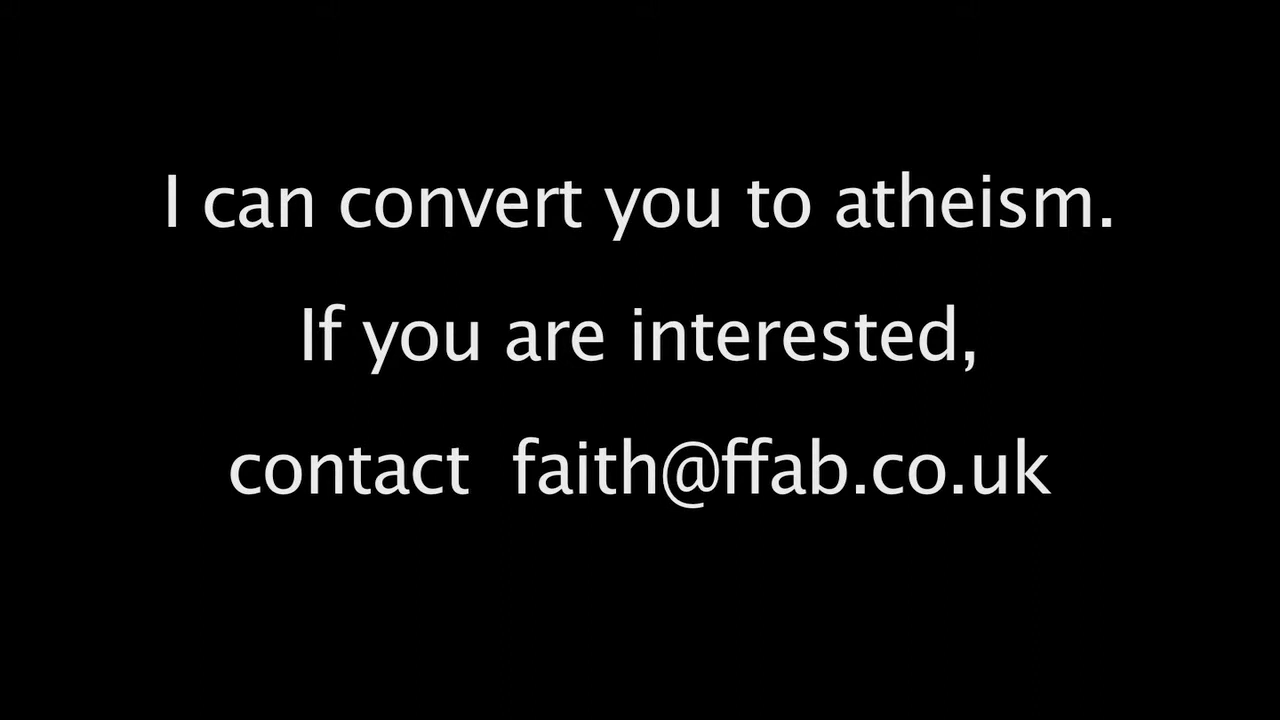 I can convert you to atheism.
If you are interested,
contact faith@ffab.co.uk